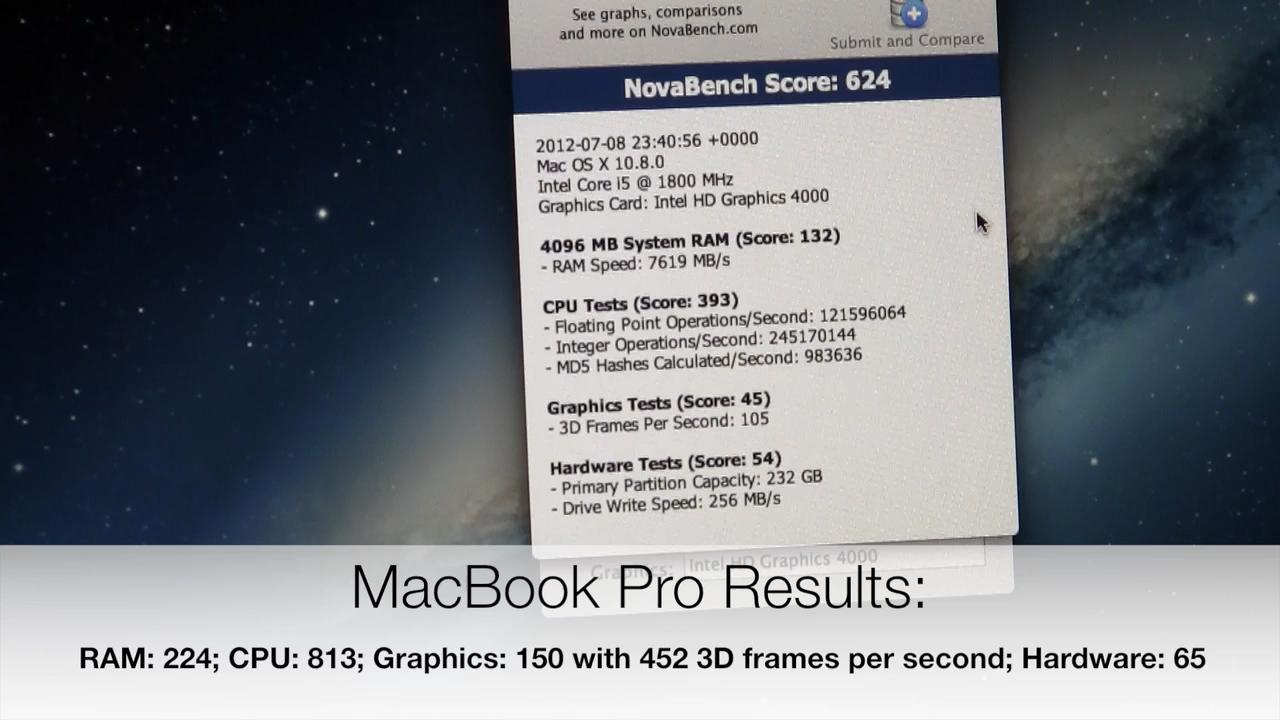 See graphs, comparisons
and more on NovaBench.com
Submit and Compare
NovaBench Score: 624
2012-07-08 23:40:56 +0000
Mac OS X 10.8.0
Intel Core i5 @ 1800 MHz
Graphics Card: Intel HD Graphics 4000
4096 MB System RAM (Score: 132)
- RAM Speed: 7619 MB/s
CPU Tests (Score: 393)
- Floating Point Operations/Second: 121596064
- Integer Operations/Second: 245170144
- MD5 Hashes Calculated/Second: 983636
Graphics Tests (Score: 45)
- 3D Frames Per Second: 105
Hardware Tests (Score: 54)
- Primary Partition Capacity: 232 GB
- Drive Write Speed: 256 MB/s
Graphics: Intel HD Graphics 4000
MacBook Pro Results:
RAM: 224; CPU: 813; Graphics: 150 with 452 3D frames per second; Hardware: 65